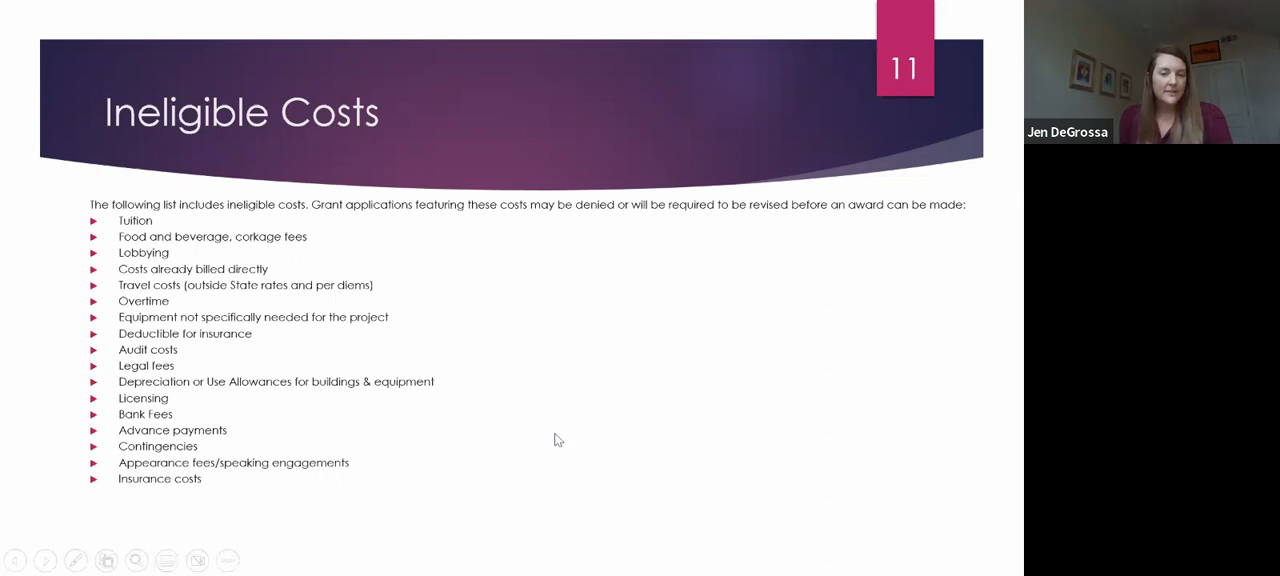 11
Ineligible Costs
The following list includes ineligible costs. Grant applications featuring these costs may be denied or will be required to be revised before an award can be made:
Tuition
Food and beverage, corkage fees
Lobbying
Costs already billed directly
Travel costs (outside State rates and per diems)
Overtime
Equipment not specifically needed for the project
Deductible for insurance
Audit costs
Legal fees
Depreciation or Use Allowances for buildings & equipment
Licensing
Bank Fees
Advance payments
Contingencies
Appearance fees/speaking engagements
Insurance costs
Jen DeGrossa